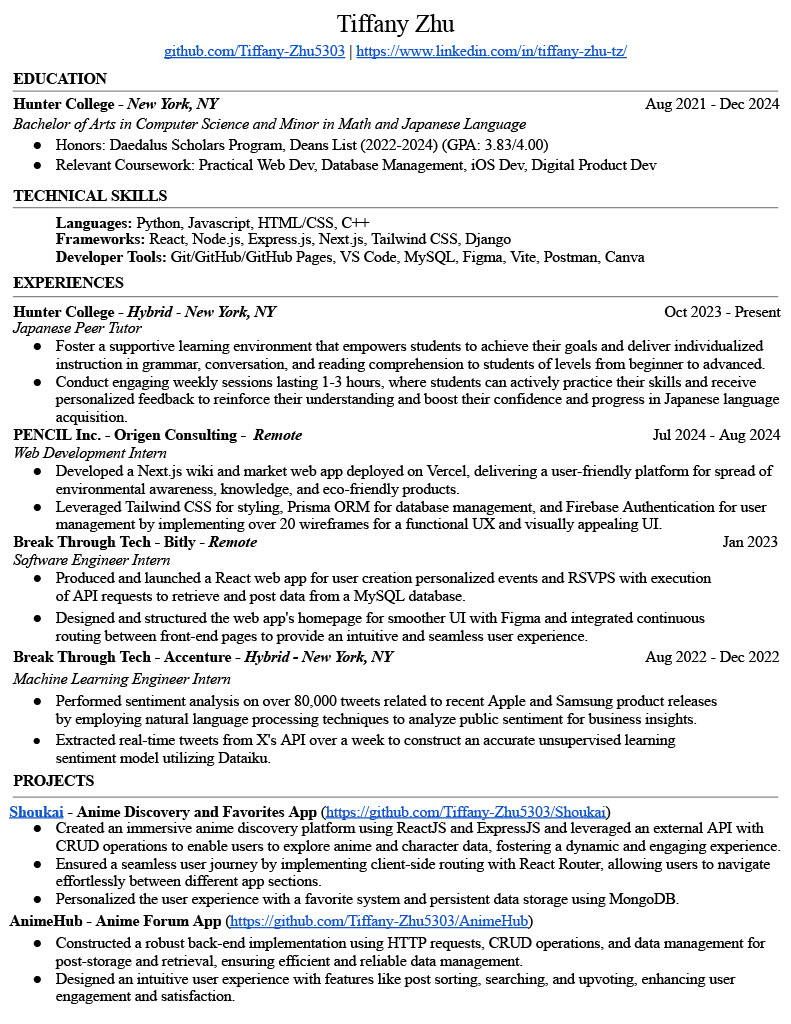 Tiffany Zhu
github.com/Tiffany-Zhu5303 | https://www.linkedin.com/in/tiffany-zhu-tz/
EDUCATION
Hunter College - New York, NY Aug 2021 - Dec 2024
Bachelor of Arts in Computer Science and Minor in Math and Japanese Language
● Honors: Daedalus Scholars Program, Deans List (2022-2024) (GPA: 3.83/4.00)
● Relevant Coursework: Practical Web Dev, Database Management, iOS Dev, Digital Product Dev
TECHNICAL SKILLS
Languages: Python, Javascript, HTML/CSS, C++
Frameworks: React, Node.js, Express.js, Next.js, Tailwind CSS, Django
Developer Tools: Git/GitHub/GitHub Pages, VS Code, MySQL, Figma, Vite, Postman, Canva
EXPERIENCES
Hunter College - Hybrid - New York, NY Oct 2023 - Present
Japanese Peer Tutor
● Foster a supportive learning environment that empowers students to achieve their goals and deliver individualized
instruction in grammar, conversation, and reading comprehension to students of levels from beginner to advanced.
● Conduct engaging weekly sessions lasting 1-3 hours, where students can actively practice their skills and receive
personalized feedback to reinforce their understanding and boost their confidence and progress in Japanese language
acquisition.
PENCIL Inc. - Origen Consulting - Remote Jul 2024 - Aug 2024
Web Development Intern
● Developed a Next.js wiki and market web app deployed on Vercel, delivering a user-friendly platform for spread of
environmental awareness, knowledge, and eco-friendly products.
● Leveraged Tailwind CSS for styling, Prisma ORM for database management, and Firebase Authentication for user
management by implementing over 20 wireframes for a functional UX and visually appealing UI.
Break Through Tech - Bitly - Remote Jan 2023
Software Engineer Intern
● Produced and launched a React web app for user creation personalized events and RSVPS with execution
of API requests to retrieve and post data from a MySQL database.
● Designed and structured the web app's homepage for smoother UI with Figma and integrated continuous
routing between front-end pages to provide an intuitive and seamless user experience.
Break Through Tech - Accenture - Hybrid - New York, NY Aug 2022 - Dec 2022
Machine Learning Engineer Intern
● Performed sentiment analysis on over 80,000 tweets related to recent Apple and Samsung product releases
by employing natural language processing techniques to analyze public sentiment for business insights.
● Extracted real-time tweets from X's API over a week to construct an accurate unsupervised learning
sentiment model utilizing Dataiku.
PROJECTS
Shoukai - Anime Discovery and Favorites App (https://github.com/Tiffany-Zhu5303/Shoukai)
● Created an immersive anime discovery platform using ReactJS and ExpressJS and leveraged an external API with
CRUD operations to enable users to explore anime and character data, fostering a dynamic and engaging experience.
● Ensured a seamless user journey by implementing client-side routing with React Router, allowing users to navigate
effortlessly between different app sections.
● Personalized the user experience with a favorite system and persistent data storage using MongoDB.
AnimeHub - Anime Forum App (https://github.com/Tiffany-Zhu5303/AnimeHub)
● Constructed a robust back-end implementation using HTTP requests, CRUD operations, and data management for
post-storage and retrieval, ensuring efficient and reliable data management.
● Designed an intuitive user experience with features like post sorting, searching, and upvoting, enhancing user
engagement and satisfaction.